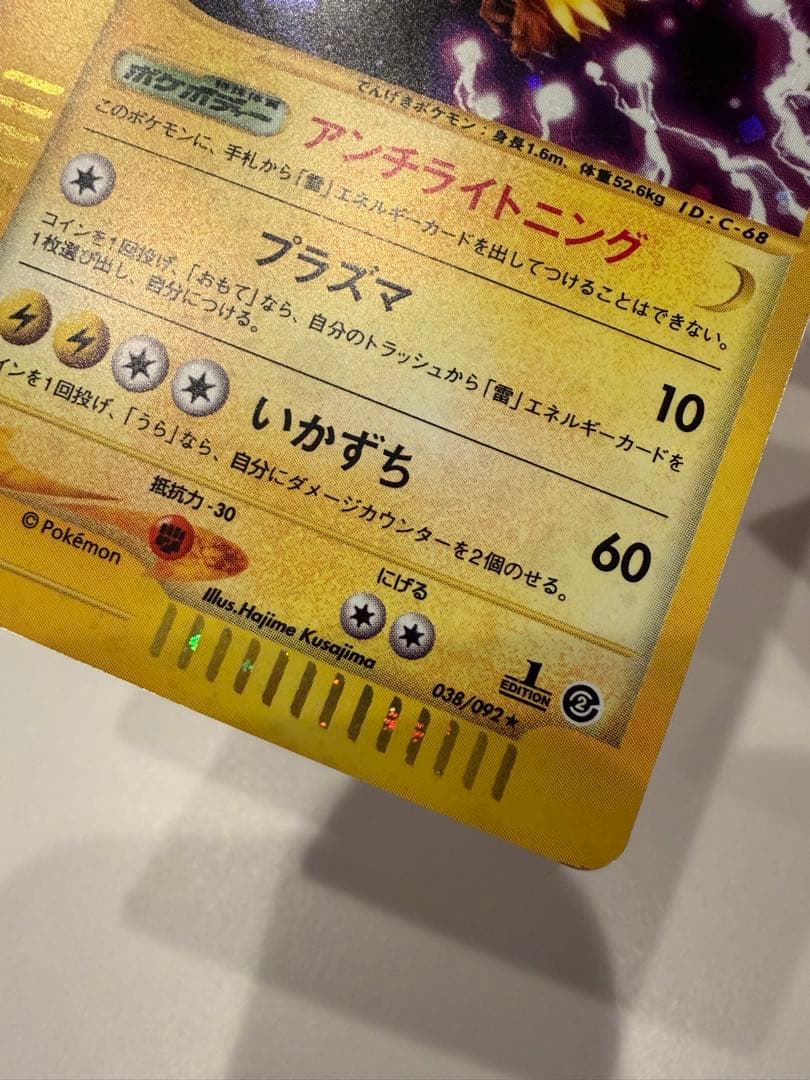 でんげきポケモン：身長1.6m、体重52.6kg ID:C-68
特殊体質
ポケボディー
アンチライトニング
このポケモンに、手札から「雷」エネルギーカードを出してつけることはできない。
プラズマ 10
コインを1回投げ、「おもて」なら、自分のトラッシュから「雷」エネルギーカードを
1枚選び出し、自分につける。
いかずち 60
インを1回投げ、「うら」なら、自分にダメージカウンターを2個のせる。
抵抗力 -30
にげる
©Pokémon
Illus.Hajime Kusajima
038/092★
1
EDITION
2